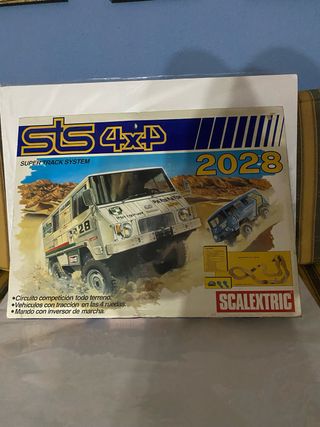 sts 4x4
SUPER TRACK SYSTEM
2028
28
•Circuito competición todo terreno.
•Vehículos con tracción en las 4 ruedas.
•Mando con inversor de marcha.
SCALEXTRIC